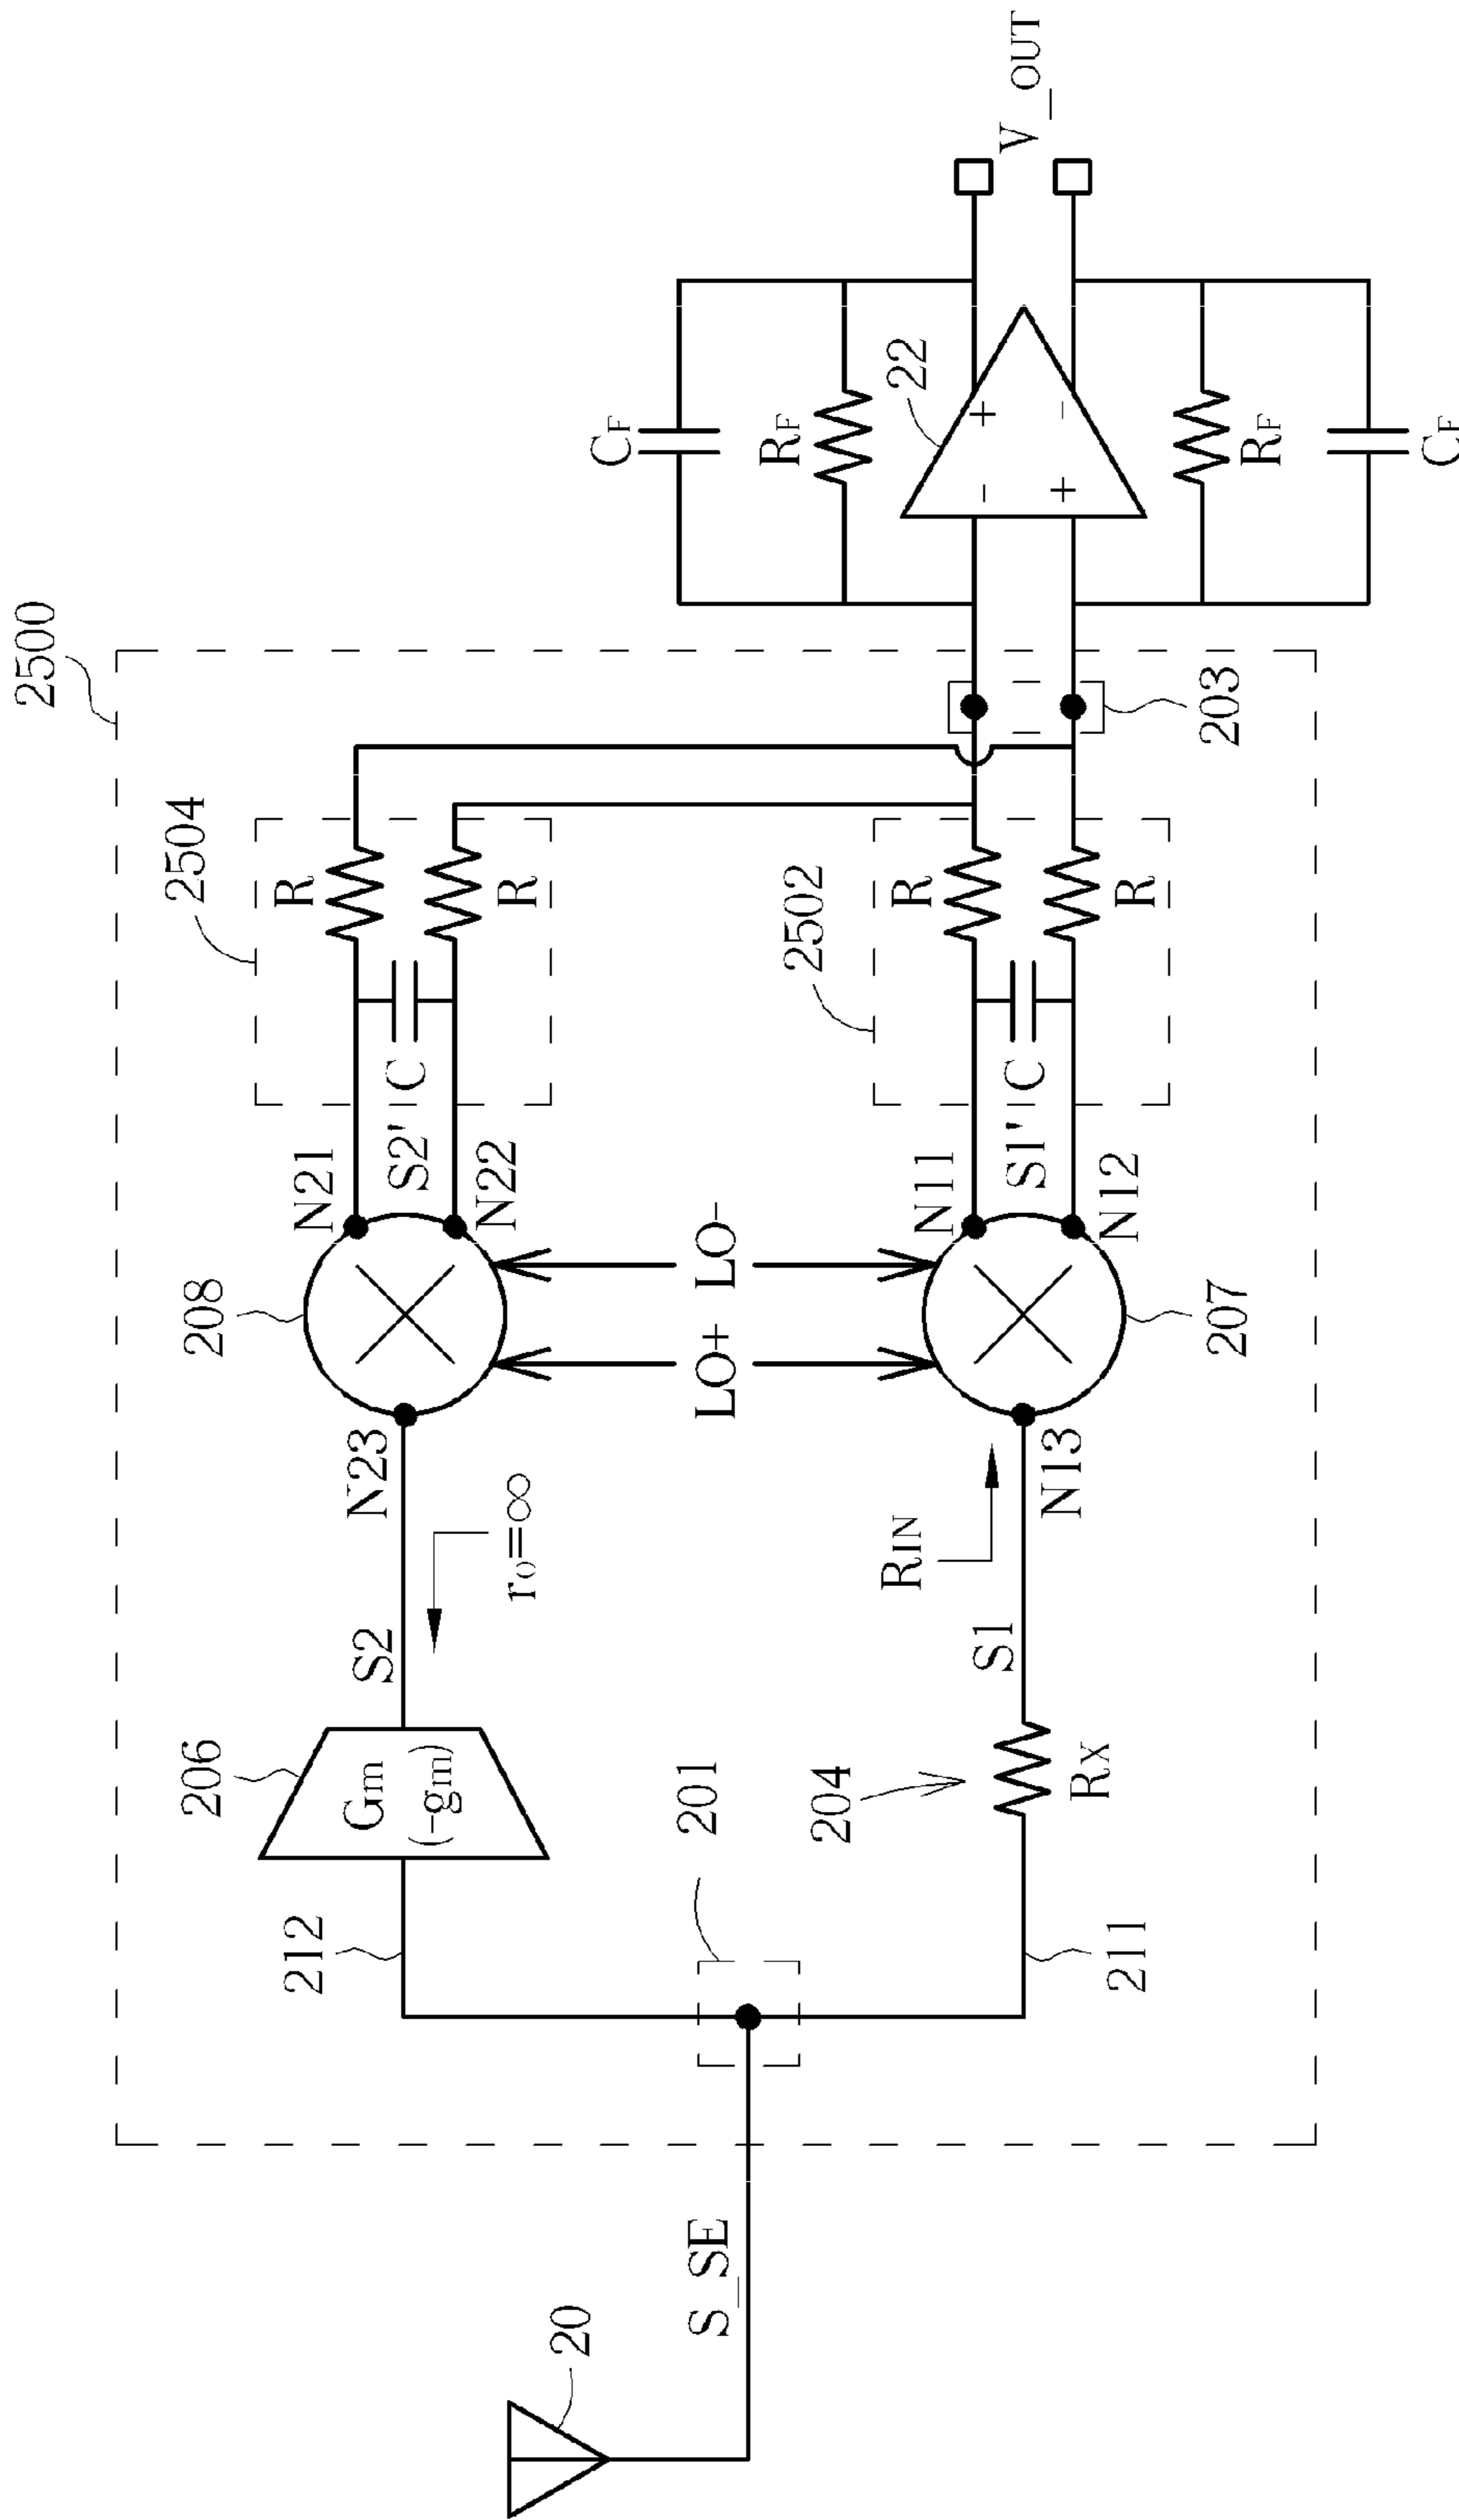 2500
212
206
Gm
(-gm)
S2
r0=∞
N23
208
N21
S2'
N22
C
2504
R
R
20
S_SE
201
LO+
LO-
204
RX
S1
RIN
N13
207
N11
S1'
N12
C
2502
R
R
211
203
CF
RF
22
-
+
+
-
RF
CF
V_OUT